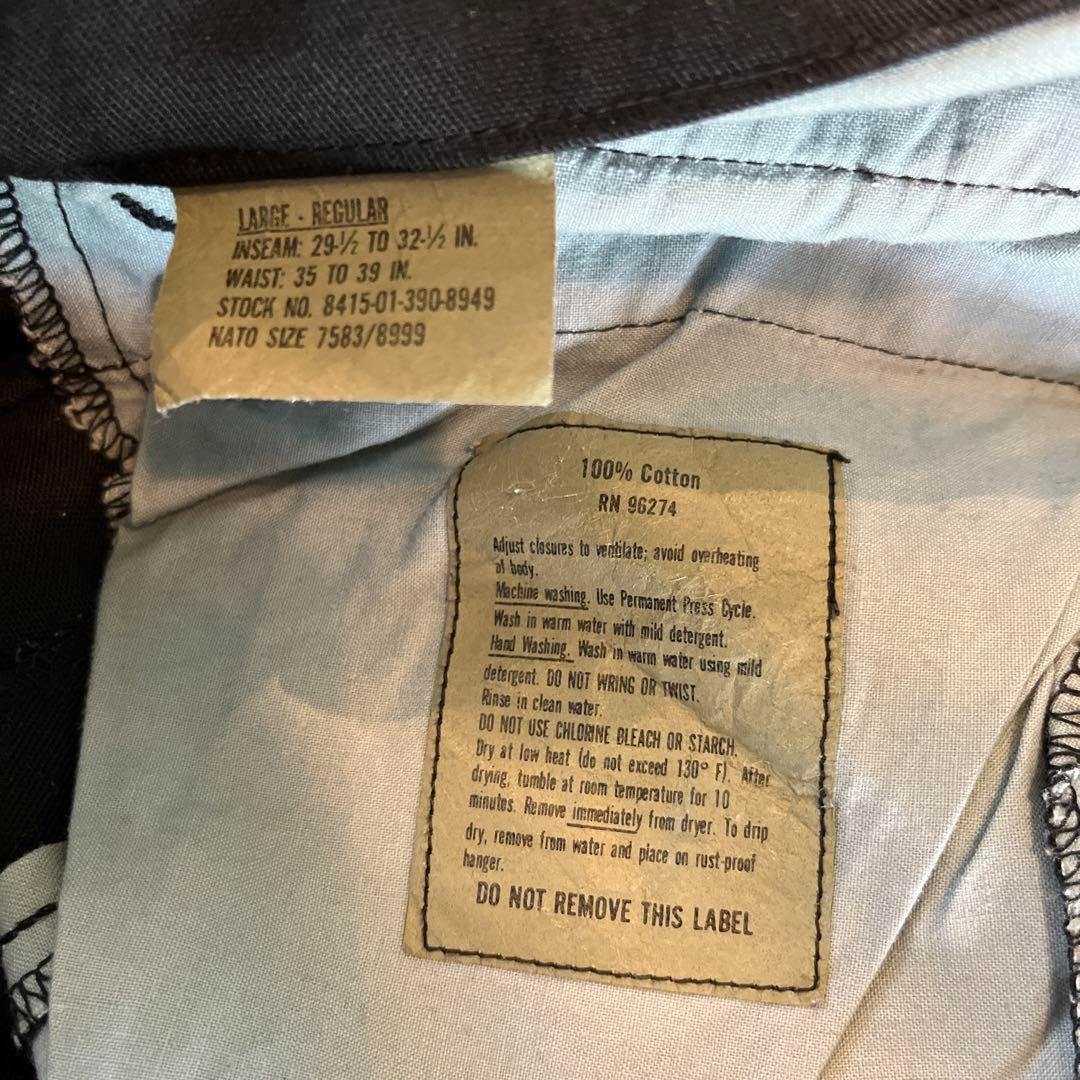 LARGE - REGULAR
INSEAM: 29-½ TO 32-½ IN.
WAIST: 35 TO 39 IN.
STOCK NO. 8415-01-390-8949
NATO SIZE 7583/8999
100% Cotton
RN 96274
Adjust closures to ventilate; avoid overheating
of body.
Machine washing. Use Permanent Press Cycle.
Wash in warm water with mild detergent.
Hand Washing. Wash in warm water using mild
detergent. DO NOT WRING OR TWIST.
Rinse in clean water.
DO NOT USE CHLORINE BLEACH OR STARCH.
Dry at low heat (do not exceed 130° F). After
drying, tumble at room temperature for 10
minutes. Remove immediately from dryer. To drip
dry, remove from water and place on rust-proof
hanger.
DO NOT REMOVE THIS LABEL